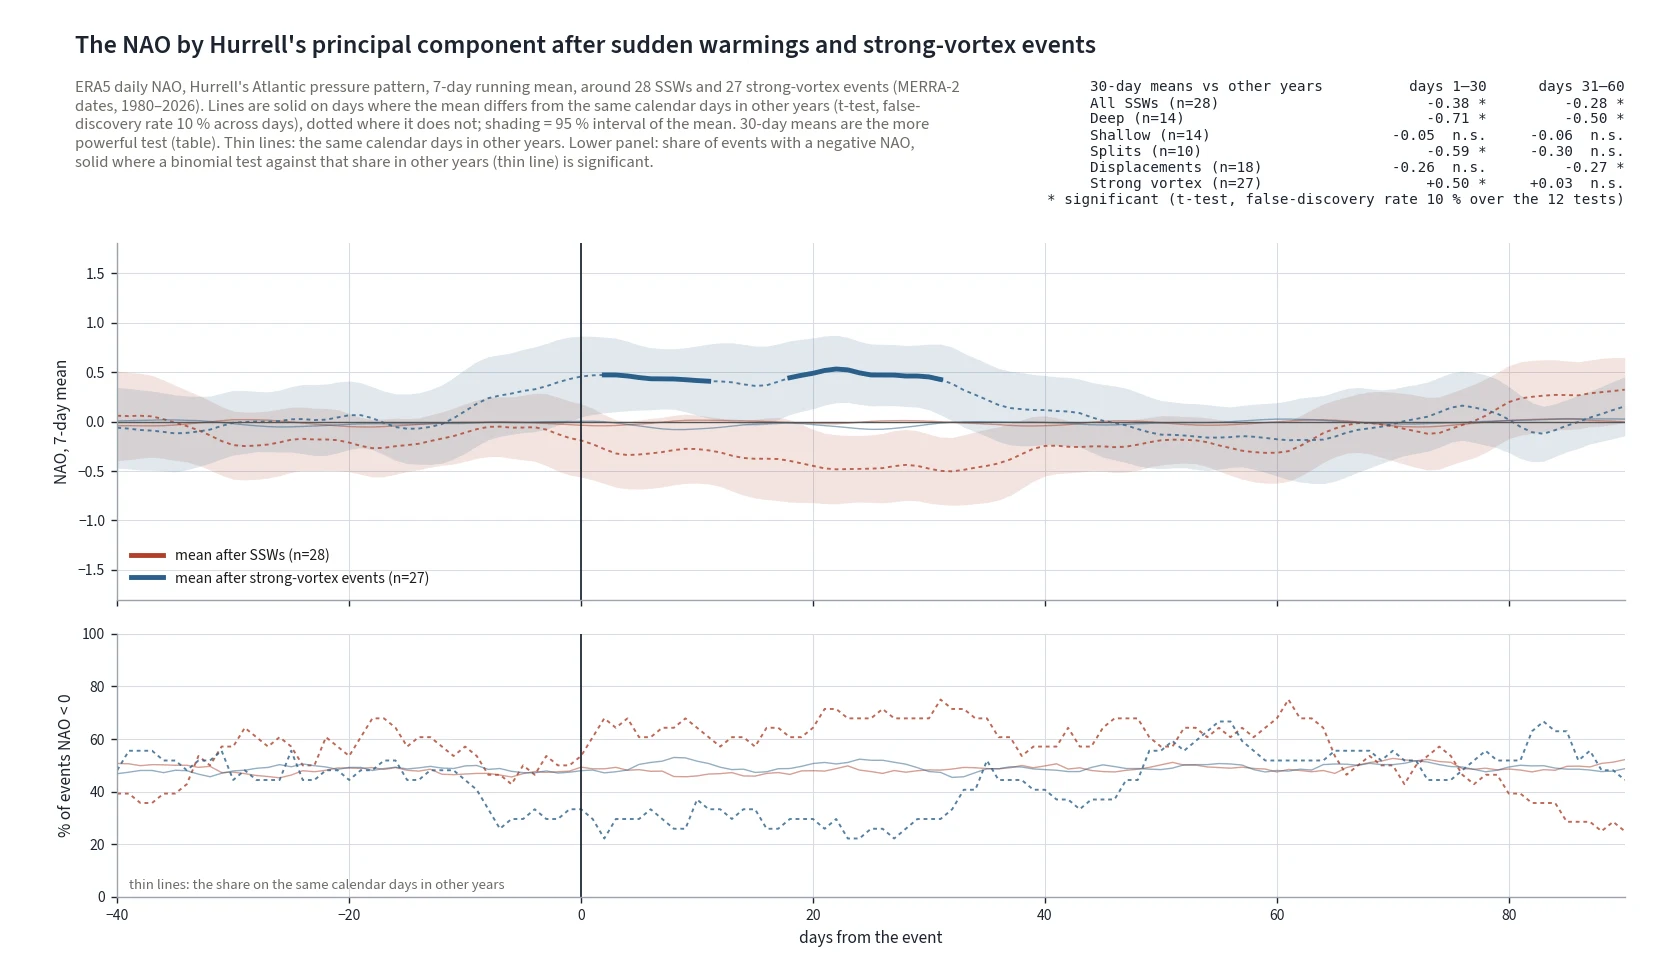 The NAO by Hurrell's principal component after sudden warmings and strong-vortex events
ERA5 daily NAO, Hurrell's Atlantic pressure pattern, 7-day running mean, around 28 SSWs and 27 strong-vortex events (MERRA-2
dates, 1980–2026). Lines are solid on days where the mean differs from the same calendar days in other years (t-test, false-
discovery rate 10 % across days), dotted where it does not; shading = 95 % interval of the mean. 30-day means are the more
powerful test (table). Thin lines: the same calendar days in other years. Lower panel: share of events with a negative NAO,
solid where a binomial test against that share in other years (thin line) is significant.
30-day means vs other years days 1–30 days 31–60
All SSWs (n=28) -0.38 * -0.28 *
Deep (n=14) -0.71 * -0.50 *
Shallow (n=14) -0.05 n.s. -0.06 n.s.
Splits (n=10) -0.59 * -0.30 n.s.
Displacements (n=18) -0.26 n.s. -0.27 *
Strong vortex (n=27) +0.50 * +0.03 n.s.
* significant (t-test, false-discovery rate 10 % over the 12 tests)
NAO, 7-day mean
1.5
1.0
0.5
0.0
−0.5
−1.0
−1.5
mean after SSWs (n=28)
mean after strong-vortex events (n=27)
% of events NAO < 0
100
80
60
40
20
0
thin lines: the share on the same calendar days in other years
−40 −20 0 20 40 60 80
days from the event